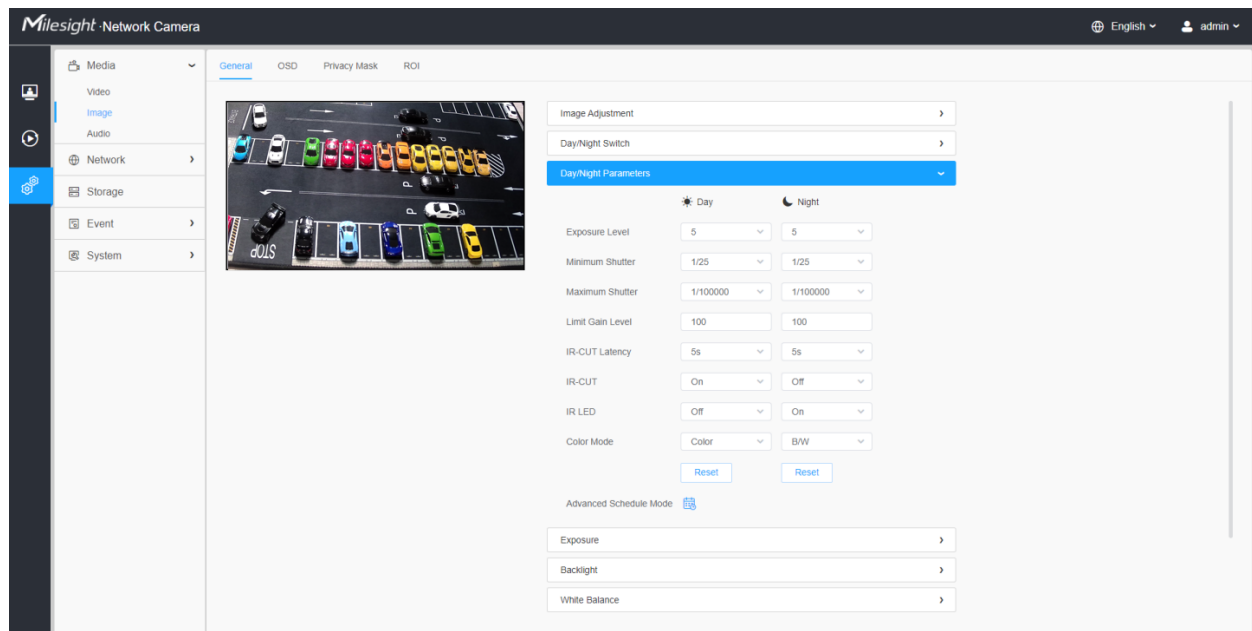 Milesight ·Network Camera
English
admin
Media
Video
Image
Audio
Network
Storage
Event
System
General OSD Privacy Mask ROI
P
P
STOP
Image Adjustment
Day/Night Switch
Day/Night Parameters
Day Night
Exposure Level 5 5
Minimum Shutter 1/25 1/25
Maximum Shutter 1/100000 1/100000
Limit Gain Level 100 100
IR-CUT Latency 5s 5s
IR-CUT On Off
IR LED Off On
Color Mode Color B/W
Reset Reset
Advanced Schedule Mode
Exposure
Backlight
White Balance